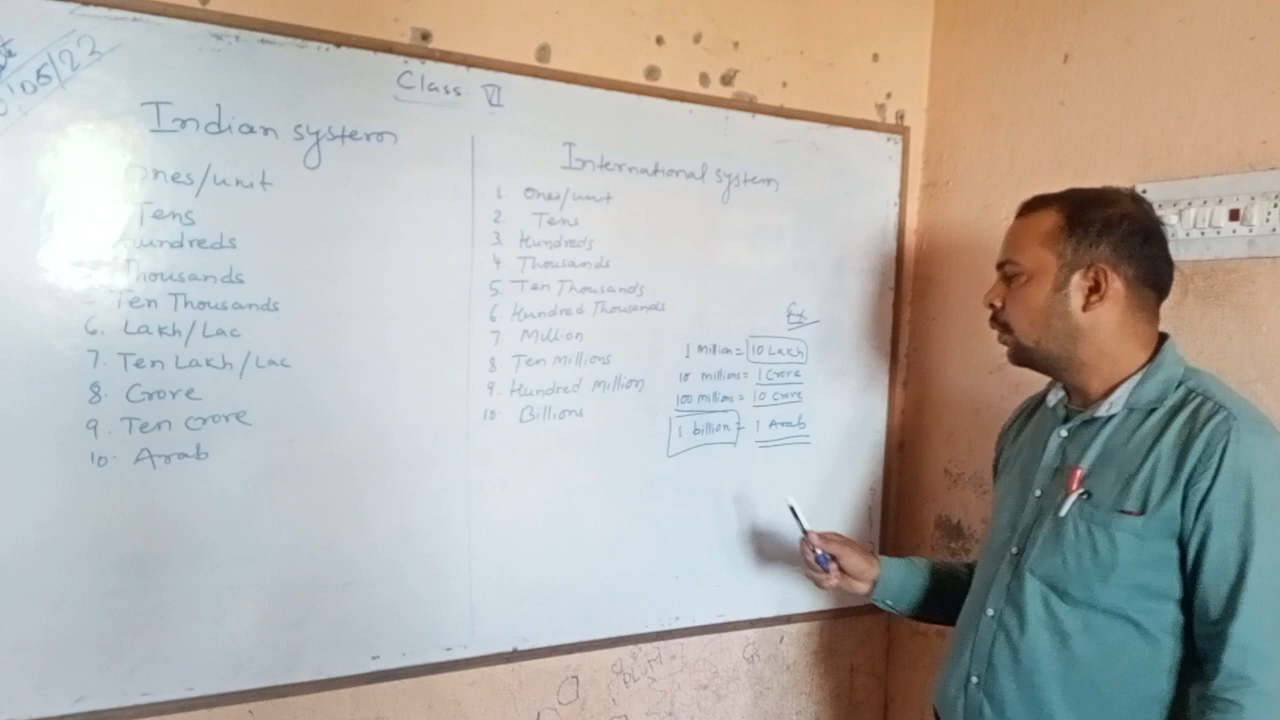 05/23
Class VI
Indian system
Ones/unit
Tens
Hundreds
Thousands
Ten Thousands
6. Lakh/Lac
7. Ten Lakh/Lac
8. Crore
9. Ten crore
10. Arab
International system
1. Ones/unit
2. Tens
3. Hundreds
4. Thousands
5. Ten Thousands
6. Hundred Thousands
7. Million
8. Ten Millions
9. Hundred Million
10. Billions
Ex
1 Million = 10 Lakh
10 millions = 1 Crore
100 millions = 10 crore
1 billion = 1 Arab